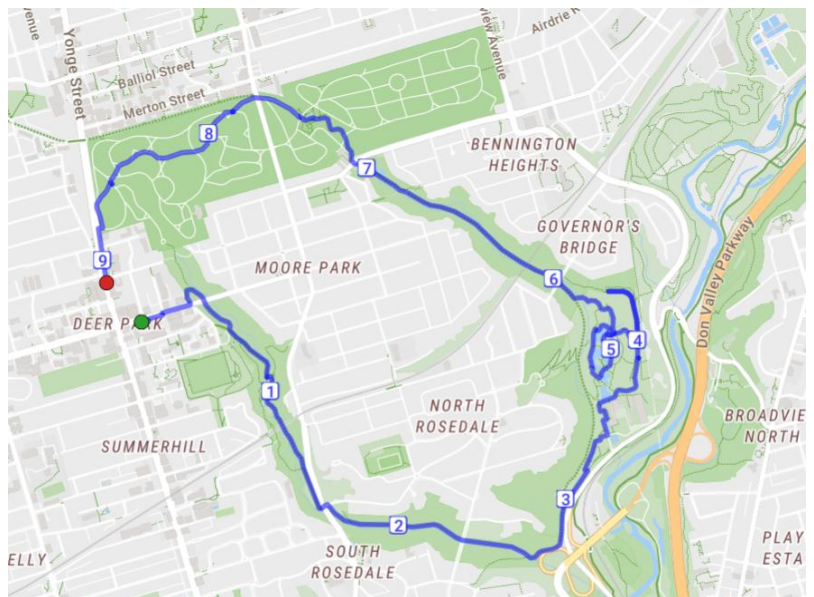 venue
Yonge Street
Balliol Street
Merton Street
view Avenue
Airdrie R
8
7
BENNINGTON
HEIGHTS
GOVERNOR'S
BRIDGE
Don Valley Parkway
9
MOORE PARK
6
DEER PARK
4
5
1
NORTH
ROSEDALE
BROADVIE
NORTH
SUMMERHILL
3
2
SOUTH
ROSEDALE
PLAY
ESTA
ELLY